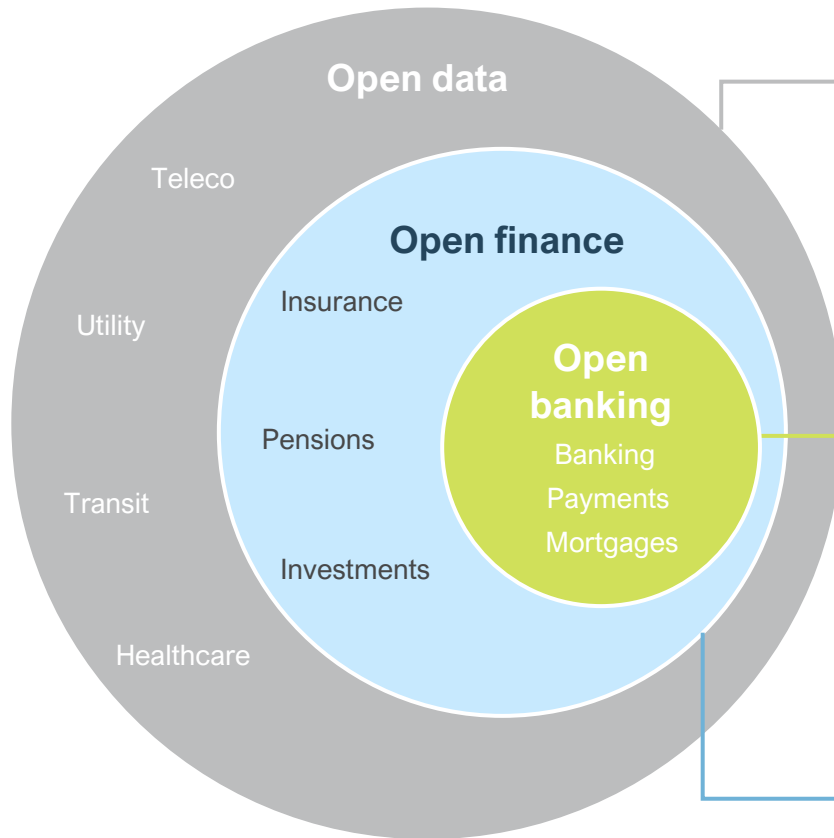 Open data
Teleco
Open finance
Insurance
Utility
Open
banking
Pensions
Banking
Payments
Transit
Mortgages
Investments
Healthcare